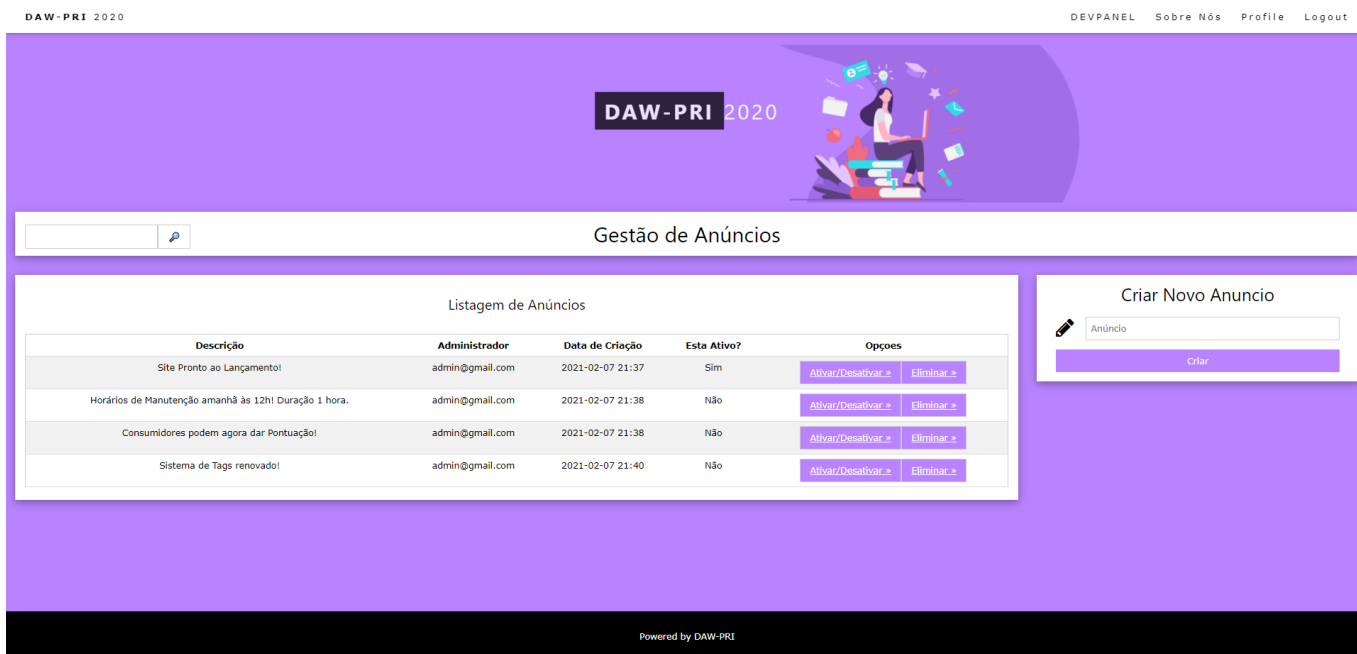 DAW-PRI 2020 DEVPANEL Sobre Nós Profile Logout
DAW-PRI 2020
Gestão de Anúncios
Listagem de Anúncios
Descrição Administrador Data de Criação Esta Ativo? Opçoes
Site Pronto ao Lançamento! admin@gmail.com 2021-02-07 21:37 Sim Ativar/Desativar » Eliminar »
Horários de Manutenção amanhã às 12h! Duração 1 hora. admin@gmail.com 2021-02-07 21:38 Não Ativar/Desativar » Eliminar »
Consumidores podem agora dar Pontuação! admin@gmail.com 2021-02-07 21:38 Não Ativar/Desativar » Eliminar »
Sistema de Tags renovado! admin@gmail.com 2021-02-07 21:40 Não Ativar/Desativar » Eliminar »
Criar Novo Anuncio
Anúncio
Criar
Powered by DAW-PRI